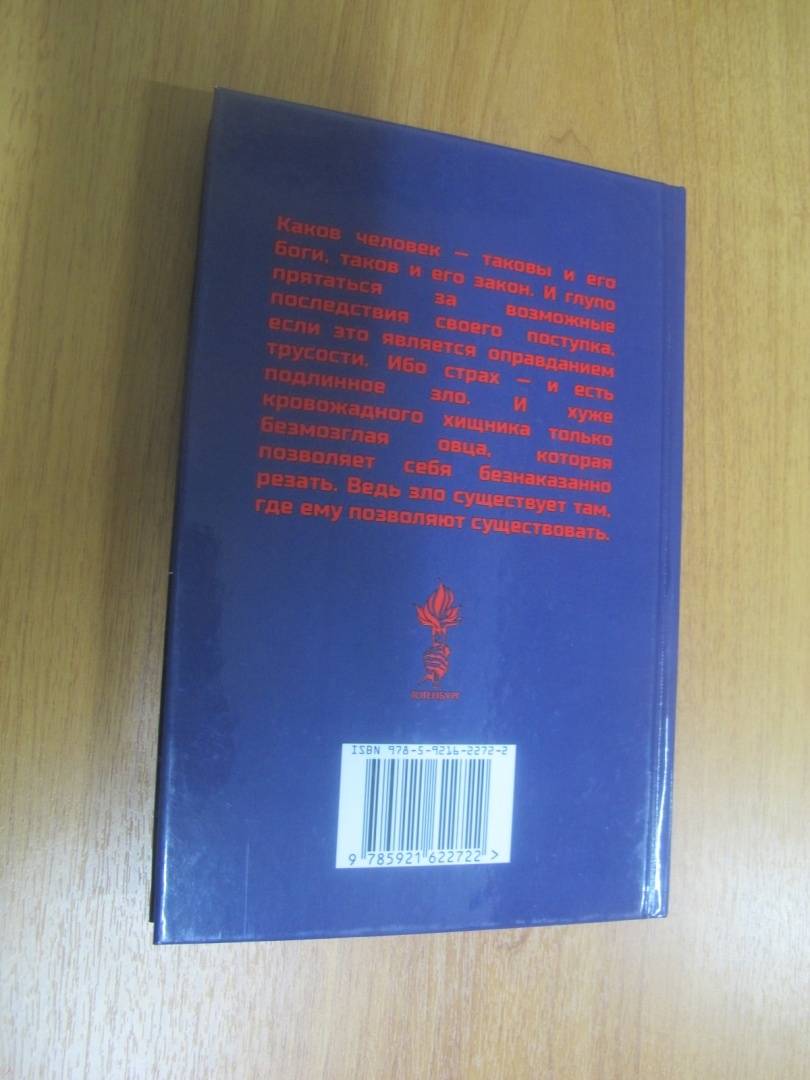 Каков человек — таковы и его
боги, таков и его закон. И глупо
прятаться за возможные
последствия своего поступка,
если это является оправданием
трусости. Ибо страх — и есть
подлинное зло. И хуже
кровожадного хищника только
безмозглая овца, которая
позволяет себя безнаказанно
резать. Ведь зло существует там,
где ему позволяют существовать.
ISBN 978-5-9216-2272-2
9 785921 622722 >